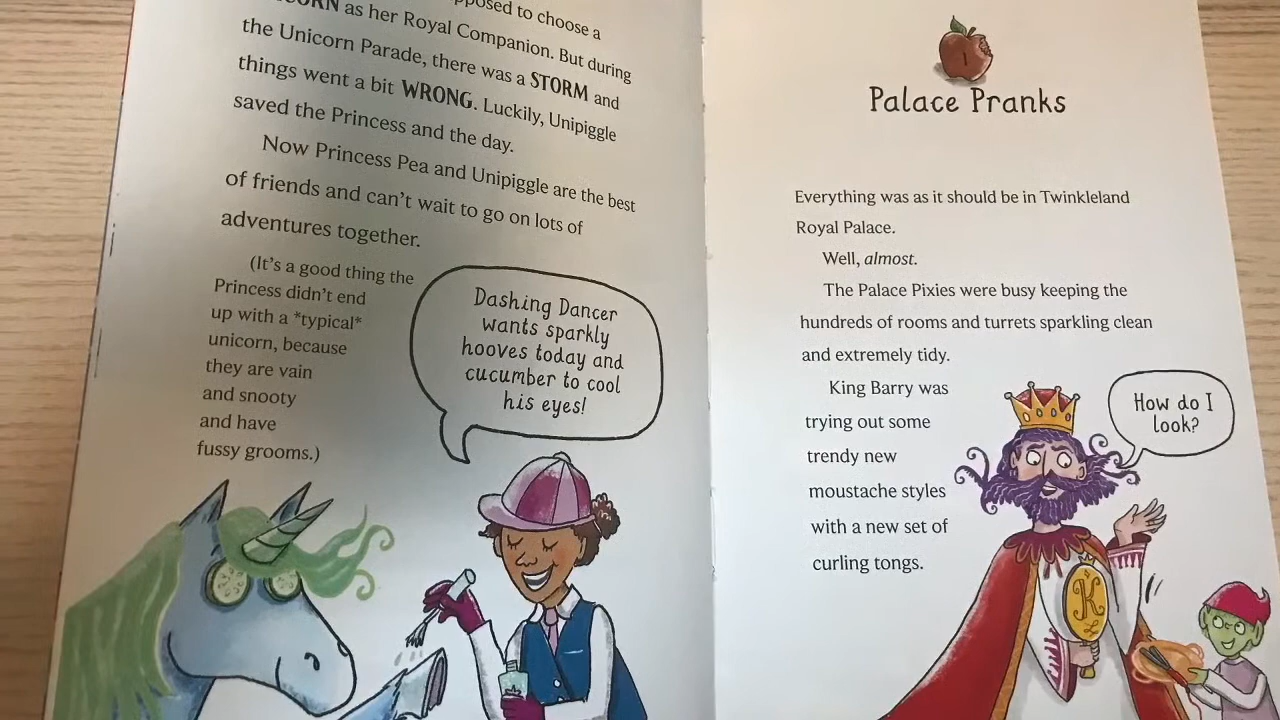 posed to choose a
as her Royal Companion. But during
the Unicorn Parade, there was a STORM and
things went a bit WRONG. Luckily, Unipiggle
saved the Princess and the day.
Now Princess Pea and Unipiggle are the best
of friends and can't wait to go on lots of
adventures together.
(It's a good thing the
Princess didn't end
up with a *typical*
unicorn, because
they are vain
and snooty
and have
fussy grooms.)
Dashing Dancer
wants sparkly
hooves today and
cucumber to cool
his eyes!
1
Palace Pranks
Everything was as it should be in Twinkleland
Royal Palace.
Well, almost.
The Palace Pixies were busy keeping the
hundreds of rooms and turrets sparkling clean
and extremely tidy.
King Barry was
trying out some
trendy new
moustache styles
with a new set of
curling tongs.
How do I
look?
K